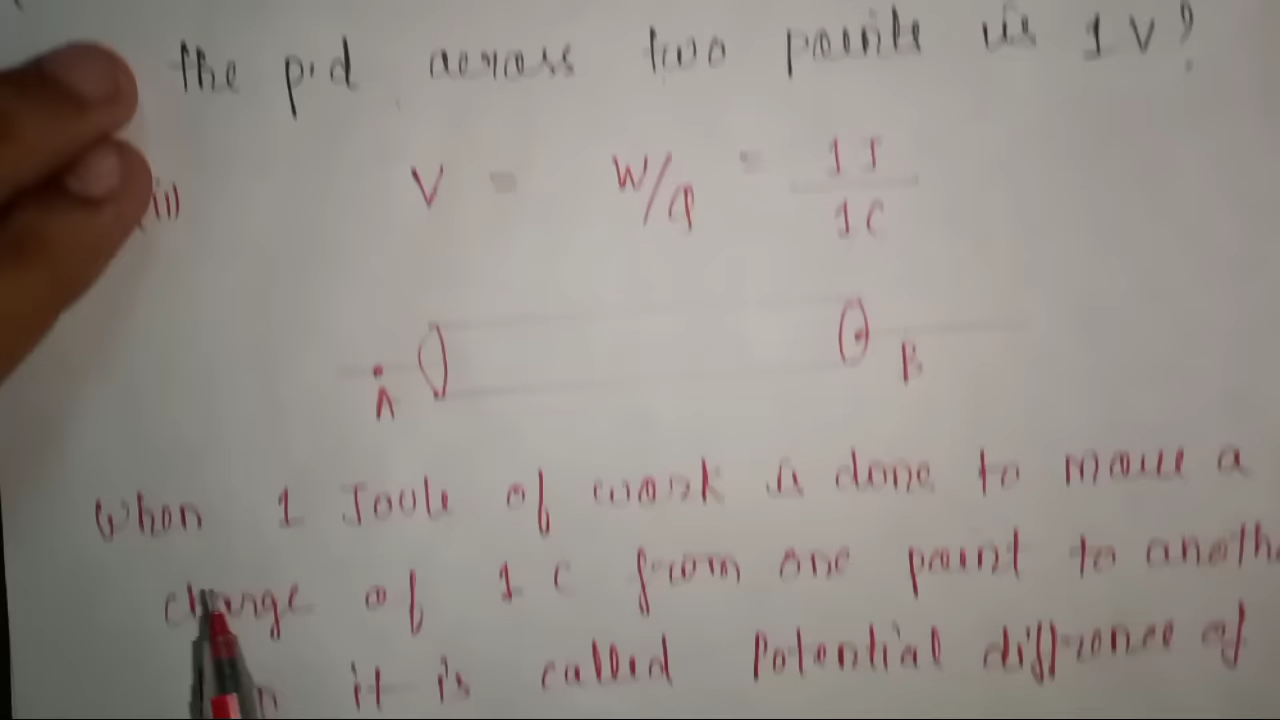 the p.d across two points is 1 V?
(ii) V = W/Q = 1 J / 1 C
A B
When 1 Joule of work is done to move a
charge of 1 C from one point to anoth
it is called Potential difference of